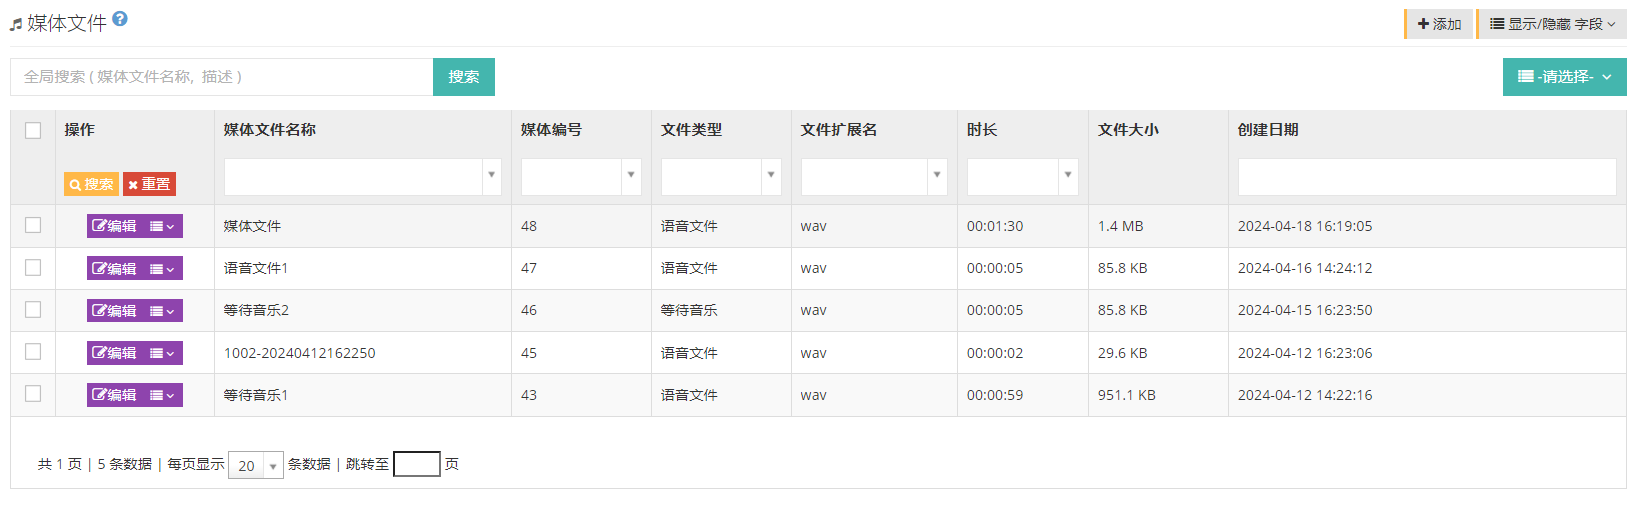 媒体文件 ?
添加 显示/隐藏 字段
全局搜索 ( 媒体文件名称, 描述 ) 搜索 -请选择-
操作 媒体文件名称 媒体编号 文件类型 文件扩展名 时长 文件大小 创建日期
搜索 重置
编辑 媒体文件 48 语音文件 wav 00:01:30 1.4 MB 2024-04-18 16:19:05
编辑 语音文件1 47 语音文件 wav 00:00:05 85.8 KB 2024-04-16 14:24:12
编辑 等待音乐2 46 等待音乐 wav 00:00:05 85.8 KB 2024-04-15 16:23:50
编辑 1002-20240412162250 45 语音文件 wav 00:00:02 29.6 KB 2024-04-12 16:23:06
编辑 等待音乐1 43 语音文件 wav 00:00:59 951.1 KB 2024-04-12 14:22:16
共 1 页 | 5 条数据 | 每页显示 20 条数据 | 跳转至 页